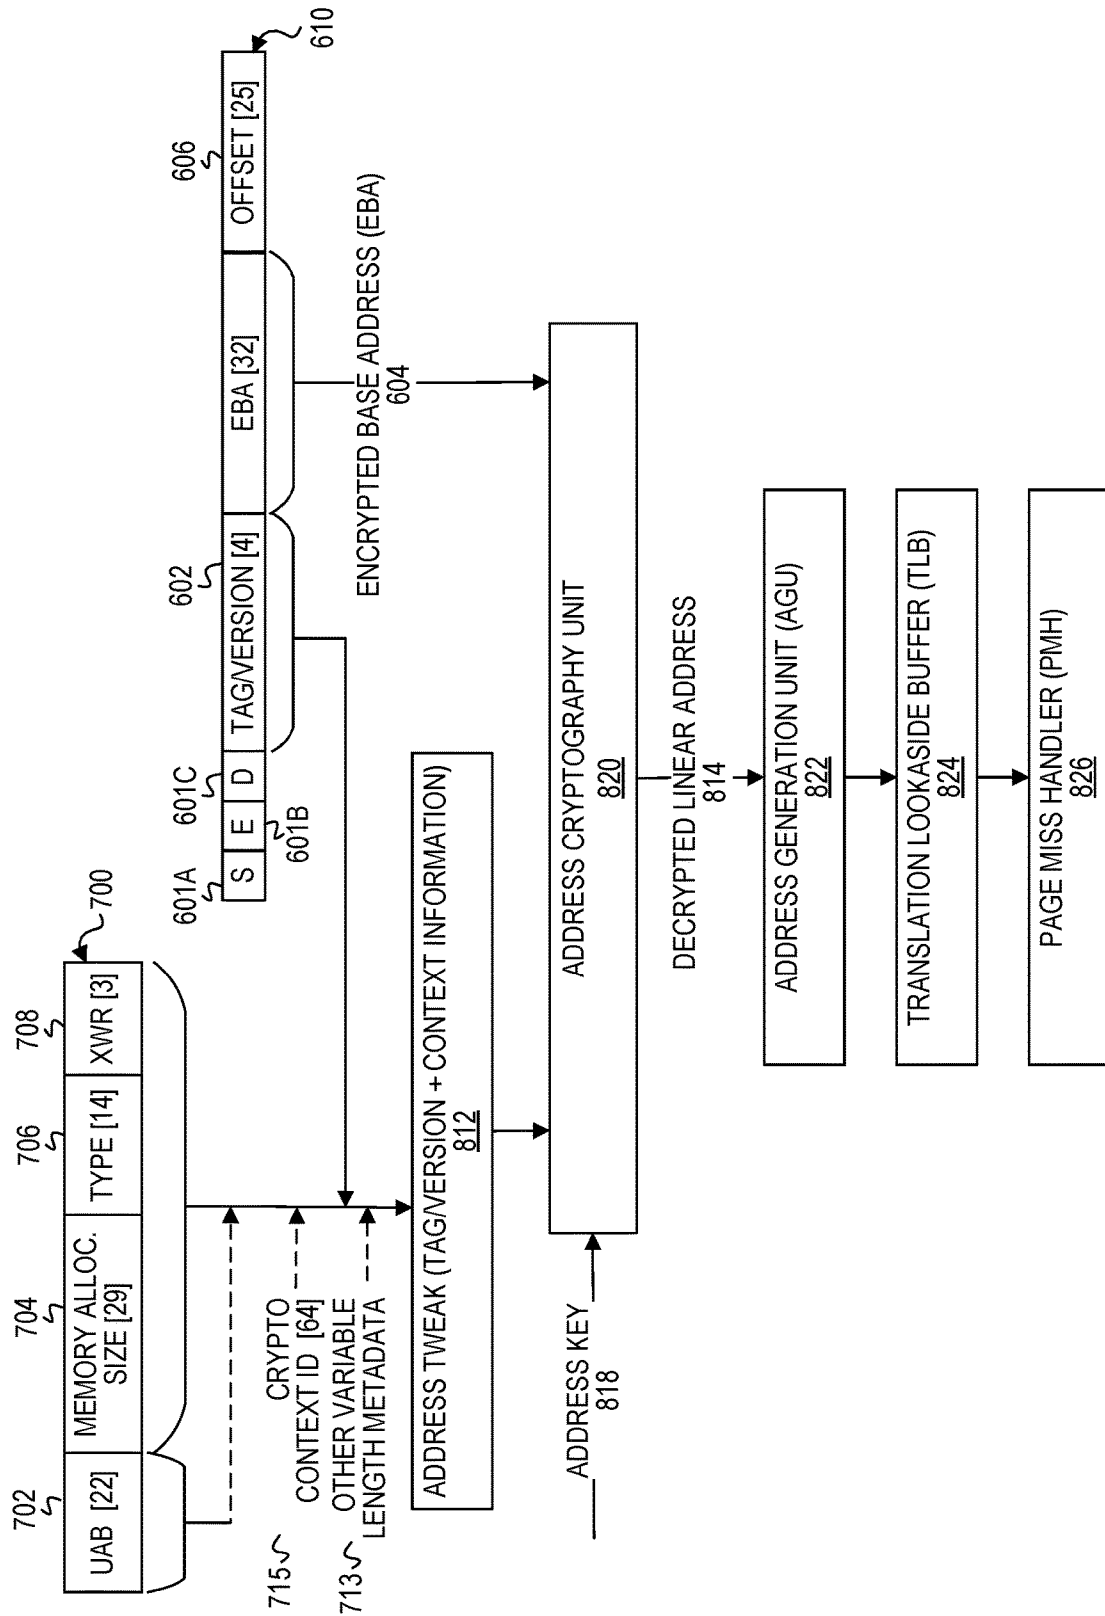 702
704
706
708
700
UAB [22]
MEMORY ALLOC.
SIZE [29]
TYPE [14]
XWR [3]
601A
601B
601C
602
606
610
S
E
D
TAG/VERSION [4]
EBA [32]
OFFSET [25]
715
CRYPTO
CONTEXT ID [64]
713
OTHER VARIABLE
LENGTH METADATA
ENCRYPTED BASE ADDRESS (EBA)
604
ADDRESS TWEAK (TAG/VERSION + CONTEXT INFORMATION)
812
ADDRESS KEY
818
ADDRESS CRYPTOGRAPHY UNIT
820
DECRYPTED LINEAR ADDRESS
814
ADDRESS GENERATION UNIT (AGU)
822
TRANSLATION LOOKASIDE BUFFER (TLB)
824
PAGE MISS HANDLER (PMH)
826